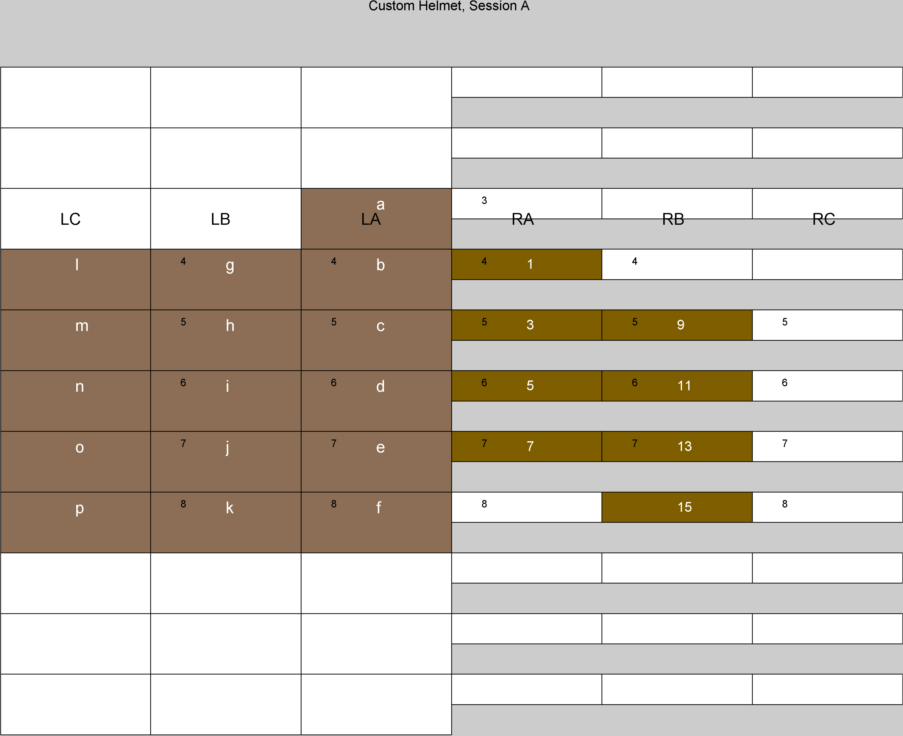 Custom Helmet, Session A
a 3
LC LB LA RA RB RC
l 4 g 4 b 4 1 4
m 5 h 5 c 5 3 5 9 5
n 6 i 6 d 6 5 6 11 6
o 7 j 7 e 7 7 7 13 7
p 8 k 8 f 8 15 8